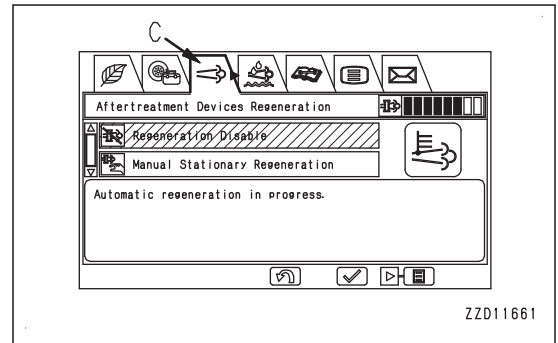 C
Aftertreatment Devices Regeneration
Regeneration Disable
Manual Stationary Regeneration
Automatic regeneration in progress.
ZZD11661